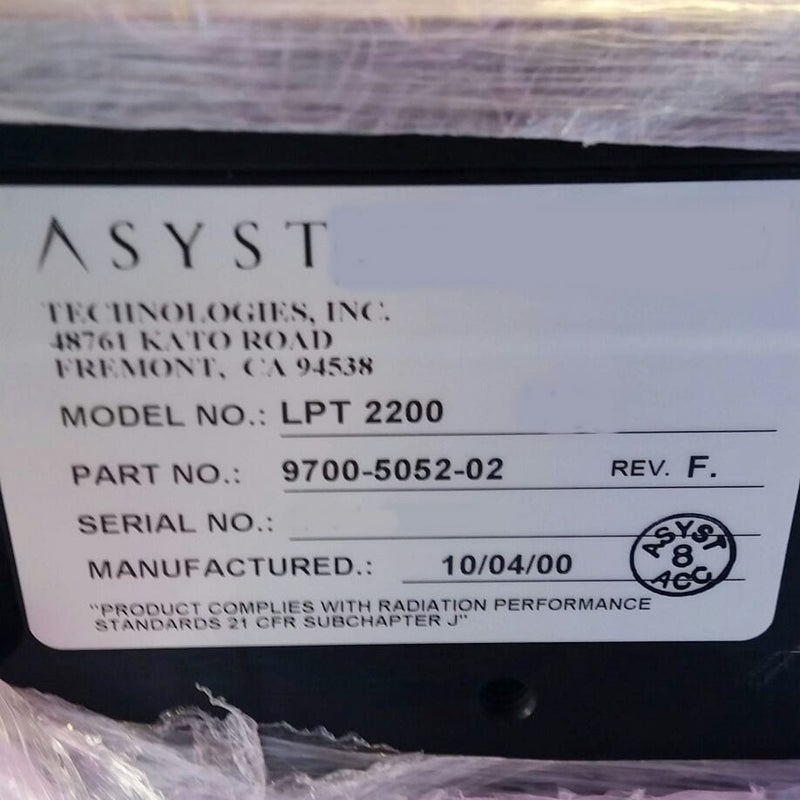 ASYST
TECHNOLOGIES, INC.
48761 KATO ROAD
FREMONT, CA 94538
MODEL NO.: LPT 2200
PART NO.: 9700-5052-02 REV. F.
SERIAL NO.:
MANUFACTURED.: 10/04/00
ASYST
8
ACC
"PRODUCT COMPLIES WITH RADIATION PERFORMANCE
STANDARDS 21 CFR SUBCHAPTER J"